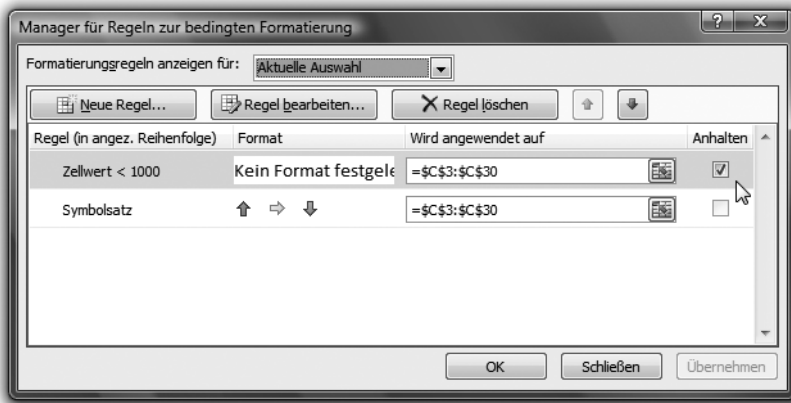 Manager für Regeln zur bedingten Formatierung
Formatierungsregeln anzeigen für: Aktuelle Auswahl
Neue Regel... Regel bearbeiten... Regel löschen
Regel (in angez. Reihenfolge) Format Wird angewendet auf Anhalten
Zellwert < 1000 Kein Format festgele =$C$3:$C$30
Symbolsatz =$C$3:$C$30
OK Schließen Übernehmen